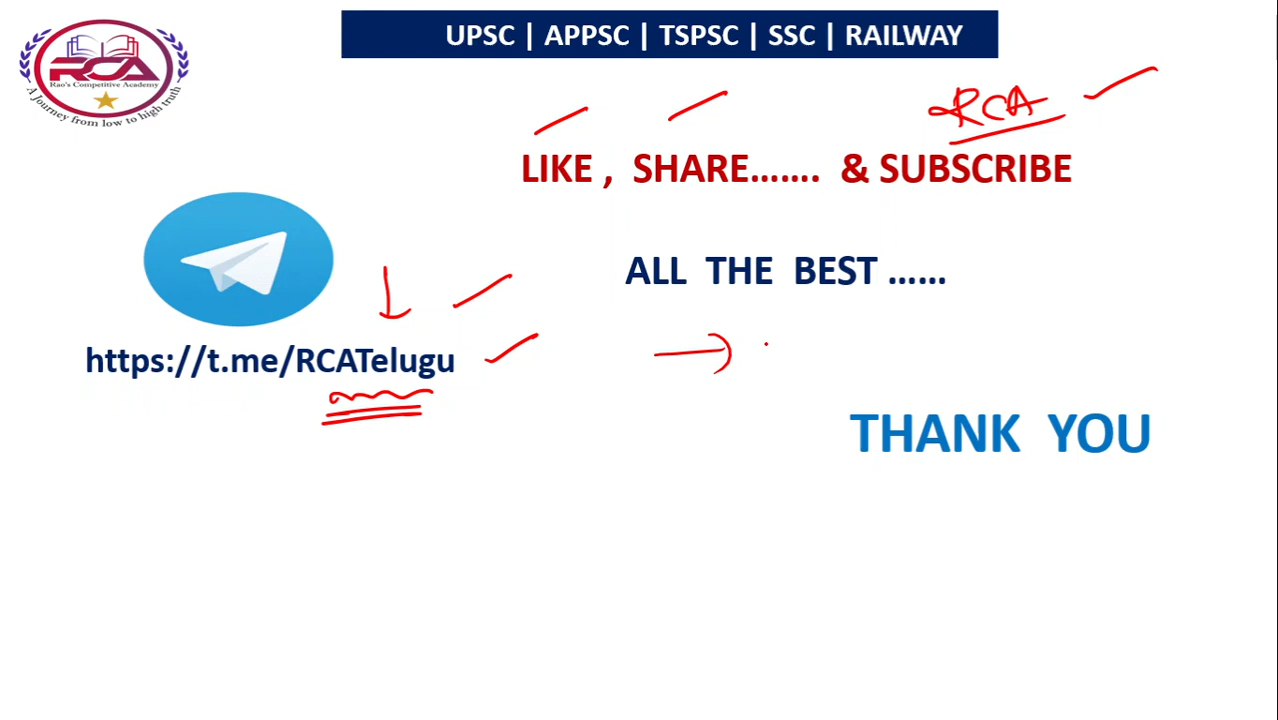 RCA
Rao's Competitive Academy
A Journey from low to high truth
UPSC | APPSC | TSPSC | SSC | RAILWAY
RCA
LIKE , SHARE……. & SUBSCRIBE
ALL THE BEST ……
https://t.me/RCATelugu
THANK YOU